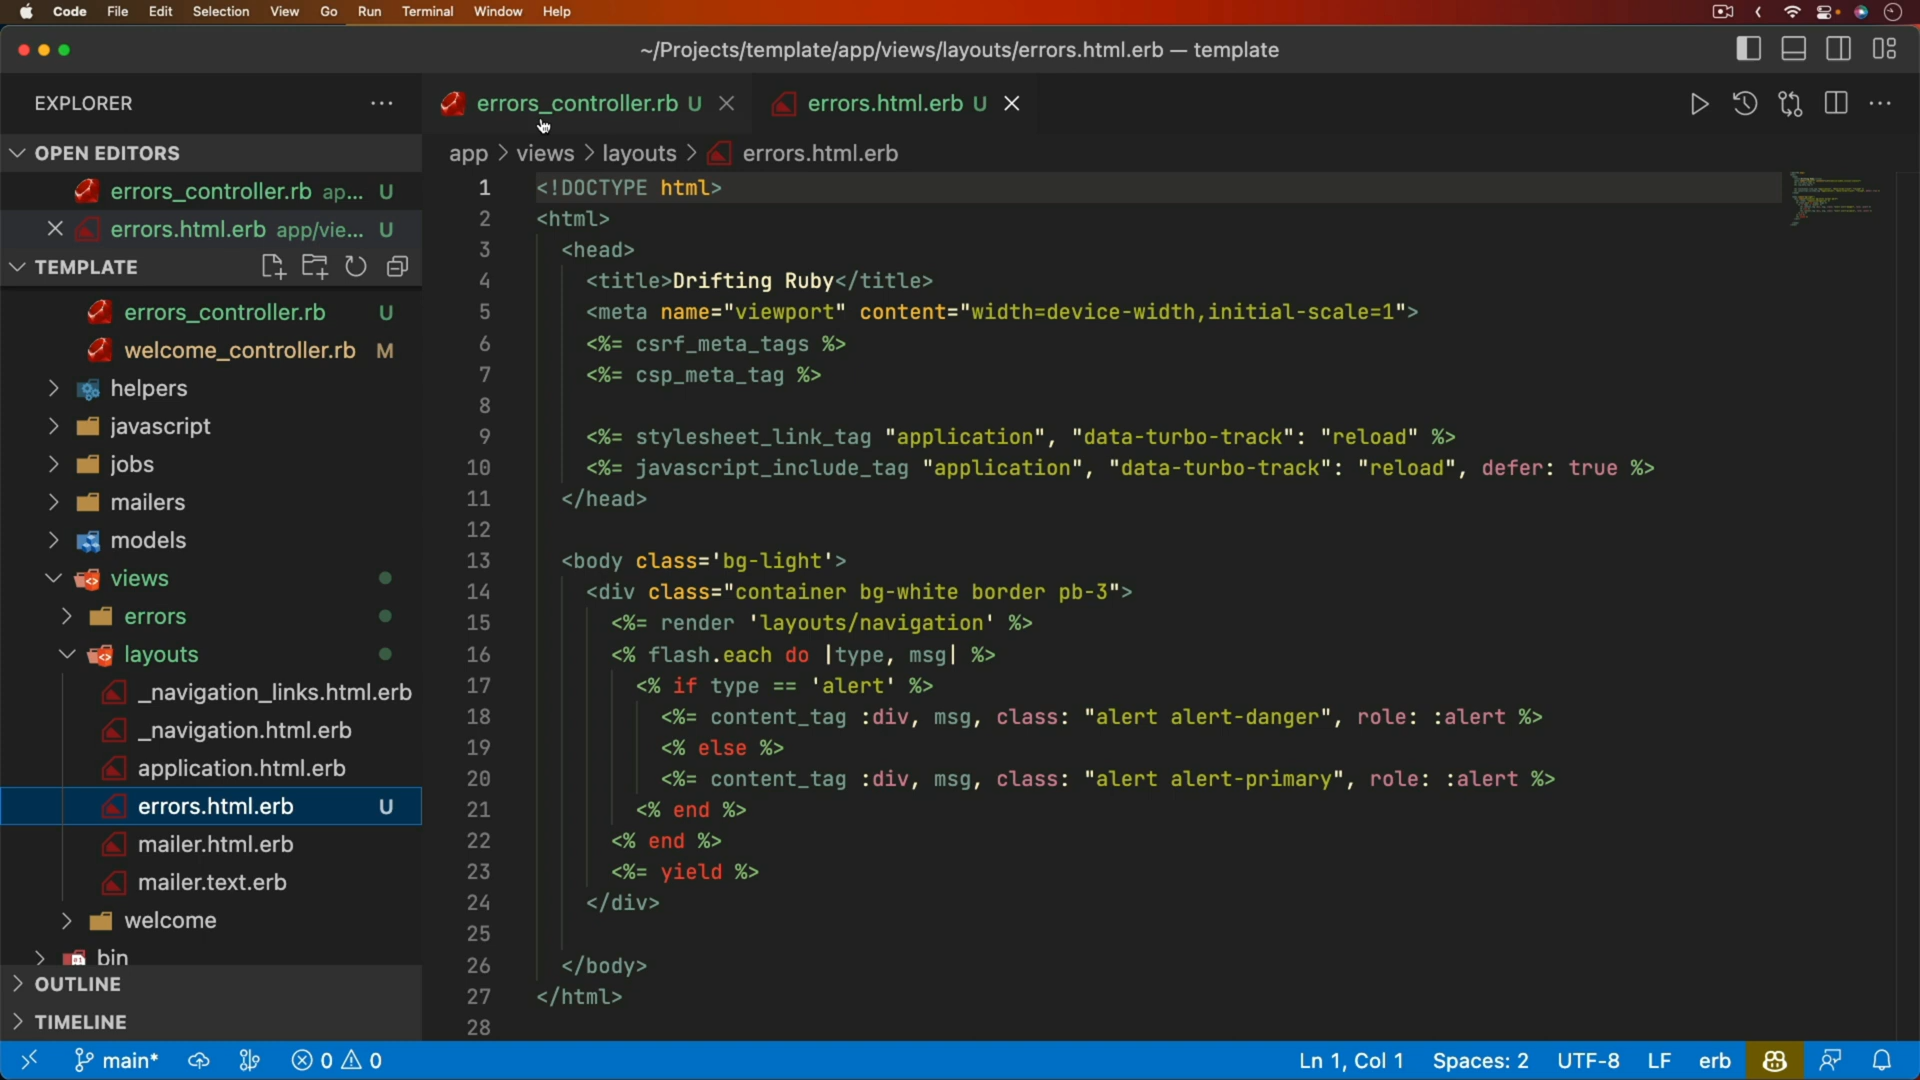 Code File Edit Selection View Go Run Terminal Window Help
~/Projects/template/app/views/layouts/errors.html.erb — template
EXPLORER
OPEN EDITORS
errors_controller.rb ap... U
errors.html.erb app/vie... U
TEMPLATE
errors_controller.rb U
welcome_controller.rb M
helpers
javascript
jobs
mailers
models
views
errors
layouts
_navigation_links.html.erb
_navigation.html.erb
application.html.erb
errors.html.erb U
mailer.html.erb
mailer.text.erb
welcome
bin
OUTLINE
TIMELINE
errors_controller.rb U
errors.html.erb U
app > views > layouts > errors.html.erb
1 <!DOCTYPE html>
2 <html>
3 <head>
4 <title>Drifting Ruby</title>
5 <meta name="viewport" content="width=device-width,initial-scale=1">
6 <%= csrf_meta_tags %>
7 <%= csp_meta_tag %>
8
9 <%= stylesheet_link_tag "application", "data-turbo-track": "reload" %>
10 <%= javascript_include_tag "application", "data-turbo-track": "reload", defer: true %>
11 </head>
12
13 <body class='bg-light'>
14 <div class="container bg-white border pb-3">
15 <%= render 'layouts/navigation' %>
16 <% flash.each do |type, msg| %>
17 <% if type == 'alert' %>
18 <%= content_tag :div, msg, class: "alert alert-danger", role: :alert %>
19 <% else %>
20 <%= content_tag :div, msg, class: "alert alert-primary", role: :alert %>
21 <% end %>
22 <% end %>
23 <%= yield %>
24 </div>
25
26 </body>
27 </html>
28
main* 0 0 Ln 1, Col 1 Spaces: 2 UTF-8 LF erb